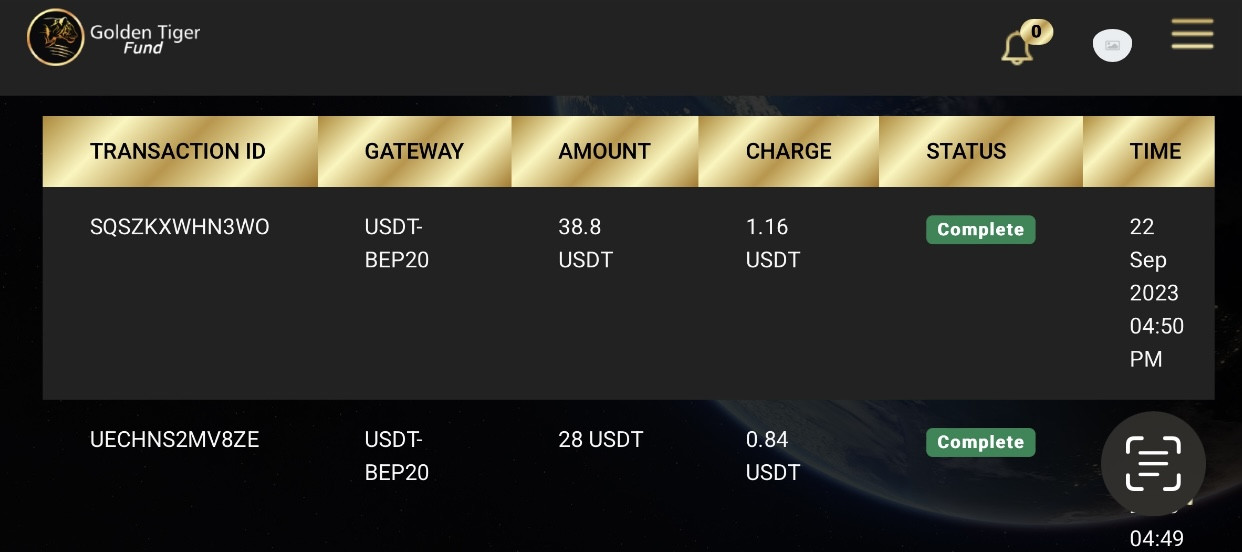 Golden Tiger
Fund
0
TRANSACTION ID GATEWAY AMOUNT CHARGE STATUS TIME
SQSZKXWHN3WO USDT- 38.8 1.16 Complete 22
BEP20 USDT USDT Sep
2023
04:50
PM
UECHNS2MV8ZE USDT- 28 USDT 0.84 Complete
BEP20 USDT
04:49